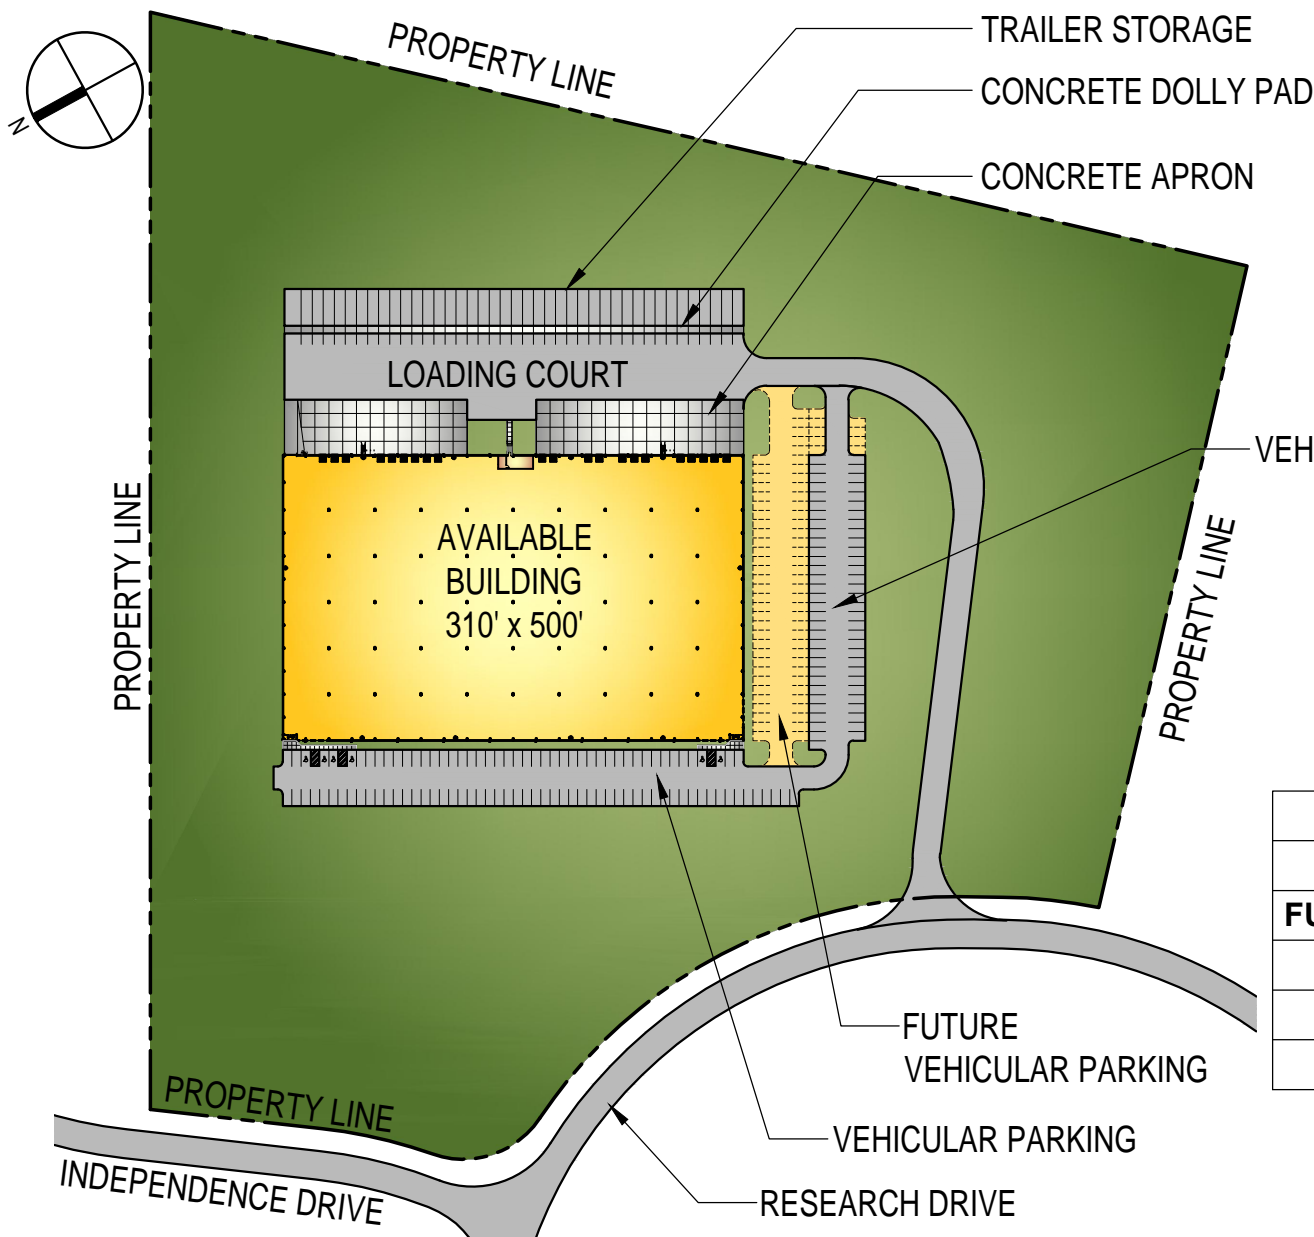 PROPERTY LINE
TRAILER STORAGE
CONCRETE DOLLY PAD
CONCRETE APRON
N
LOADING COURT
VEH
AVAILABLE
BUILDING
310' x 500'
PROPERTY LINE
PROPERTY LINE
FU
FUTURE
VEHICULAR PARKING
PROPERTY LINE
VEHICULAR PARKING
INDEPENDENCE DRIVE
RESEARCH DRIVE